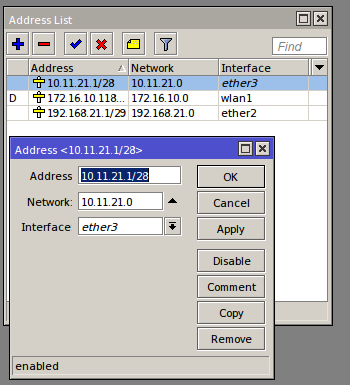 Address List
Find
Address Network Interface
10.11.21.1/28 10.11.21.0 ether3
D 172.16.10.118... 172.16.10.0 wlan1
192.168.21.1/29 192.168.21.0 ether2
Address <10.11.21.1/28>
Address 10.11.21.1/28 OK
Network: 10.11.21.0 Cancel
Interface ether3 Apply
Disable
Comment
Copy
Remove
enabled